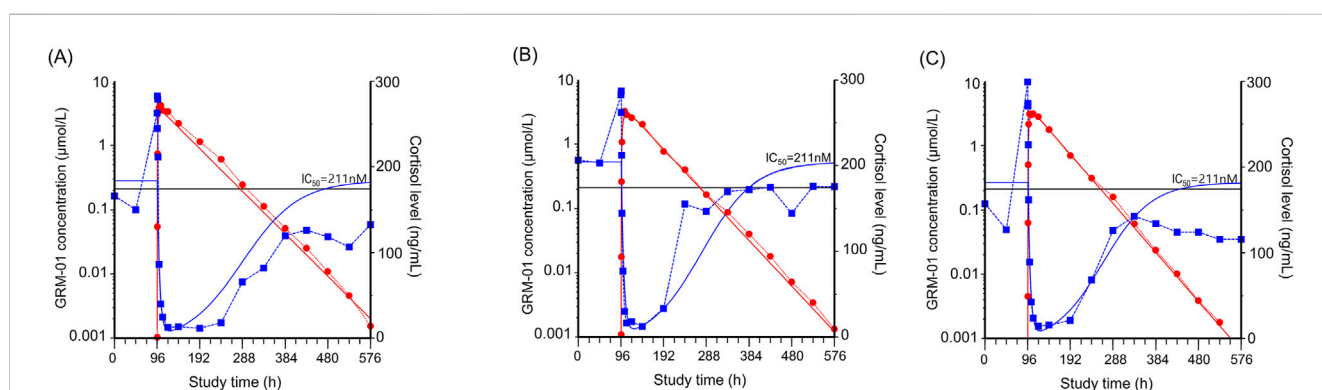 (A)
GRM-01 concentration (μmol/L)
10
1
0.1
0.01
0.001
0 96 192 288 384 480 576
Study time (h)
300
200
100
0
Cortisol level (ng/mL)
IC50=211nM
(B)
GRM-01 concentration (μmol/L)
10
1
0.1
0.01
0.001
0 96 192 288 384 480 576
Study time (h)
300
200
100
0
Cortisol level (ng/mL)
IC50=211nM
(C)
GRM-01 concentration (μmol/L)
10
1
0.1
0.01
0.001
0 96 192 288 384 480 576
Study time (h)
300
200
100
0
Cortisol level (ng/mL)
IC50=211nM